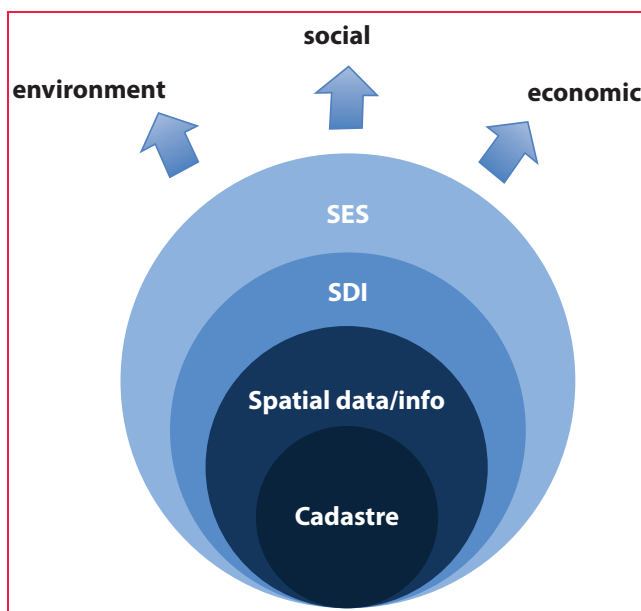 social
environment
economic
SES
SDI
Spatial data/info
Cadastre